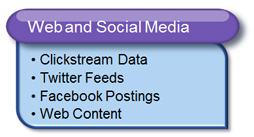 Web and Social Media
• Clickstream Data
• Twitter Feeds
• Facebook Postings
• Web Content